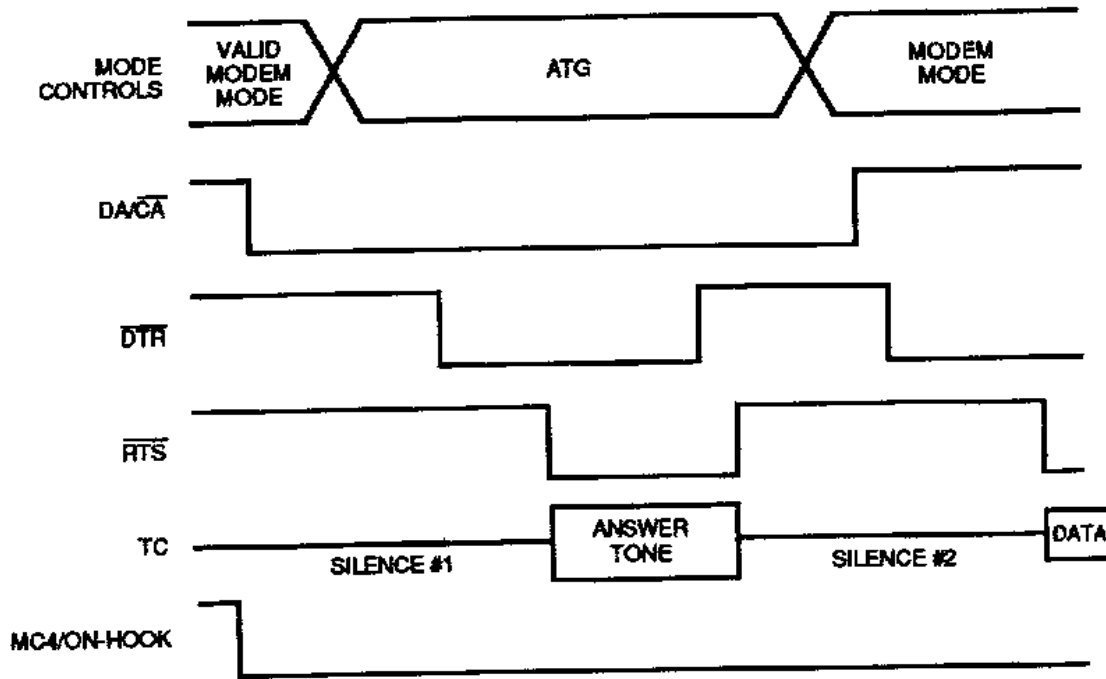 MODE
CONTROLS
VALID
MODEM
MODE
ATG
MODEM
MODE
DA/CA
DTR
RTS
TC
SILENCE #1
ANSWER
TONE
SILENCE #2
DATA
MC4/ON-HOOK